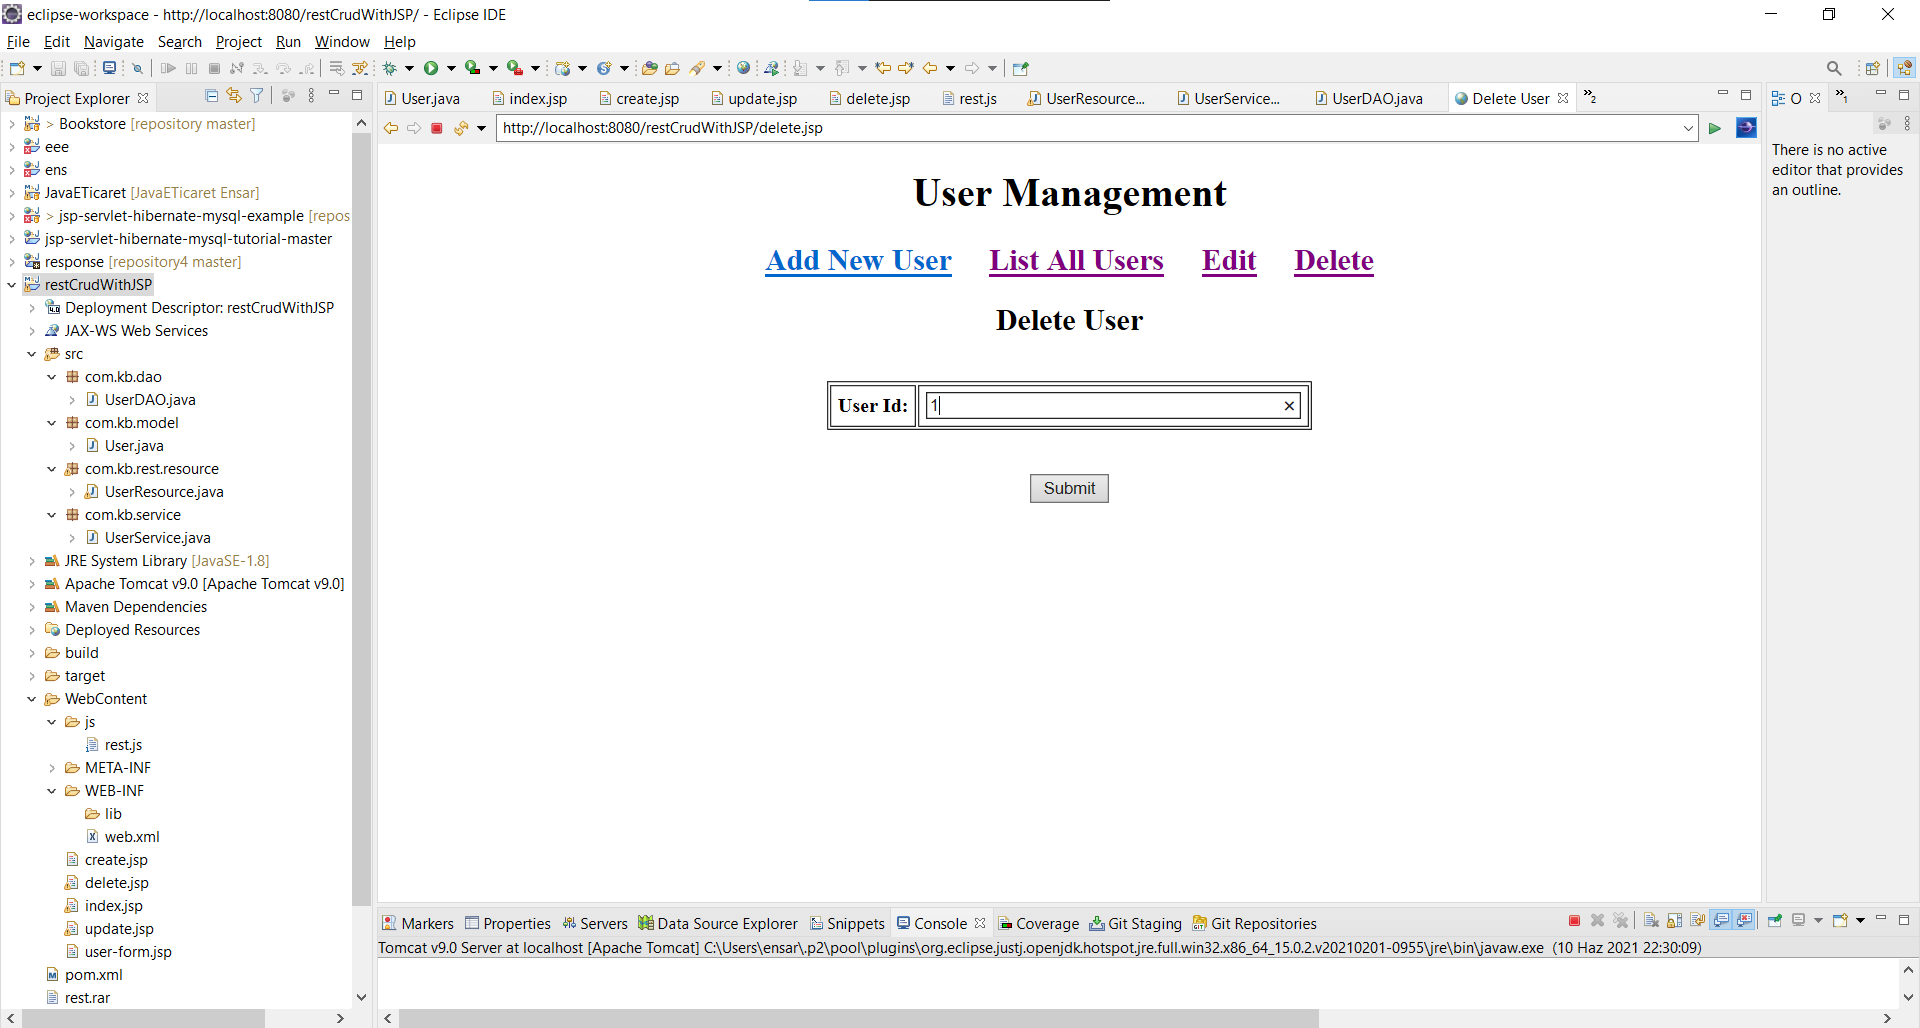 eclipse-workspace - http://localhost:8080/restCrudWithJSP/ - Eclipse IDE
File Edit Navigate Search Project Run Window Help
Project Explorer
> Bookstore [repository master]
eee
ens
JavaETicaret [JavaETicaret Ensar]
> jsp-servlet-hibernate-mysql-example [repos
jsp-servlet-hibernate-mysql-tutorial-master
response [repository4 master]
restCrudWithJSP
Deployment Descriptor: restCrudWithJSP
JAX-WS Web Services
src
com.kb.dao
UserDAO.java
com.kb.model
User.java
com.kb.rest.resource
UserResource.java
com.kb.service
UserService.java
JRE System Library [JavaSE-1.8]
Apache Tomcat v9.0 [Apache Tomcat v9.0]
Maven Dependencies
Deployed Resources
build
target
WebContent
js
rest.js
META-INF
WEB-INF
lib
web.xml
create.jsp
delete.jsp
index.jsp
update.jsp
user-form.jsp
pom.xml
rest.rar
User.java index.jsp create.jsp update.jsp delete.jsp rest.js UserResource... UserService... UserDAO.java Delete User »2
http://localhost:8080/restCrudWithJSP/delete.jsp
User Management
Add New User List All Users Edit Delete
Delete User
User Id: 1
Submit
O »1
There is no active
editor that provides
an outline.
Markers Properties Servers Data Source Explorer Snippets Console Coverage Git Staging Git Repositories
Tomcat v9.0 Server at localhost [Apache Tomcat] C:\Users\ensar\.p2\pool\plugins\org.eclipse.justj.openjdk.hotspot.jre.full.win32.x86_64_15.0.2.v20210201-0955\jre\bin\javaw.exe (10 Haz 2021 22:30:09)